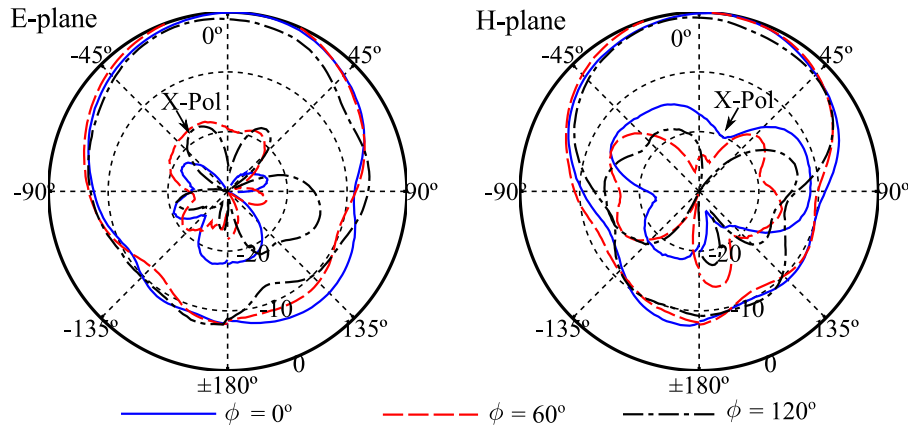 E-plane
H-plane
0º
0º
-45º
45º
-45º
45º
X-Pol
X-Pol
-90º
90º
-90º
90º
-20
-20
-10
-10
-135º
135º
-135º
135º
0
0
±180º
±180º
ϕ = 0º
ϕ = 60º
ϕ = 120º